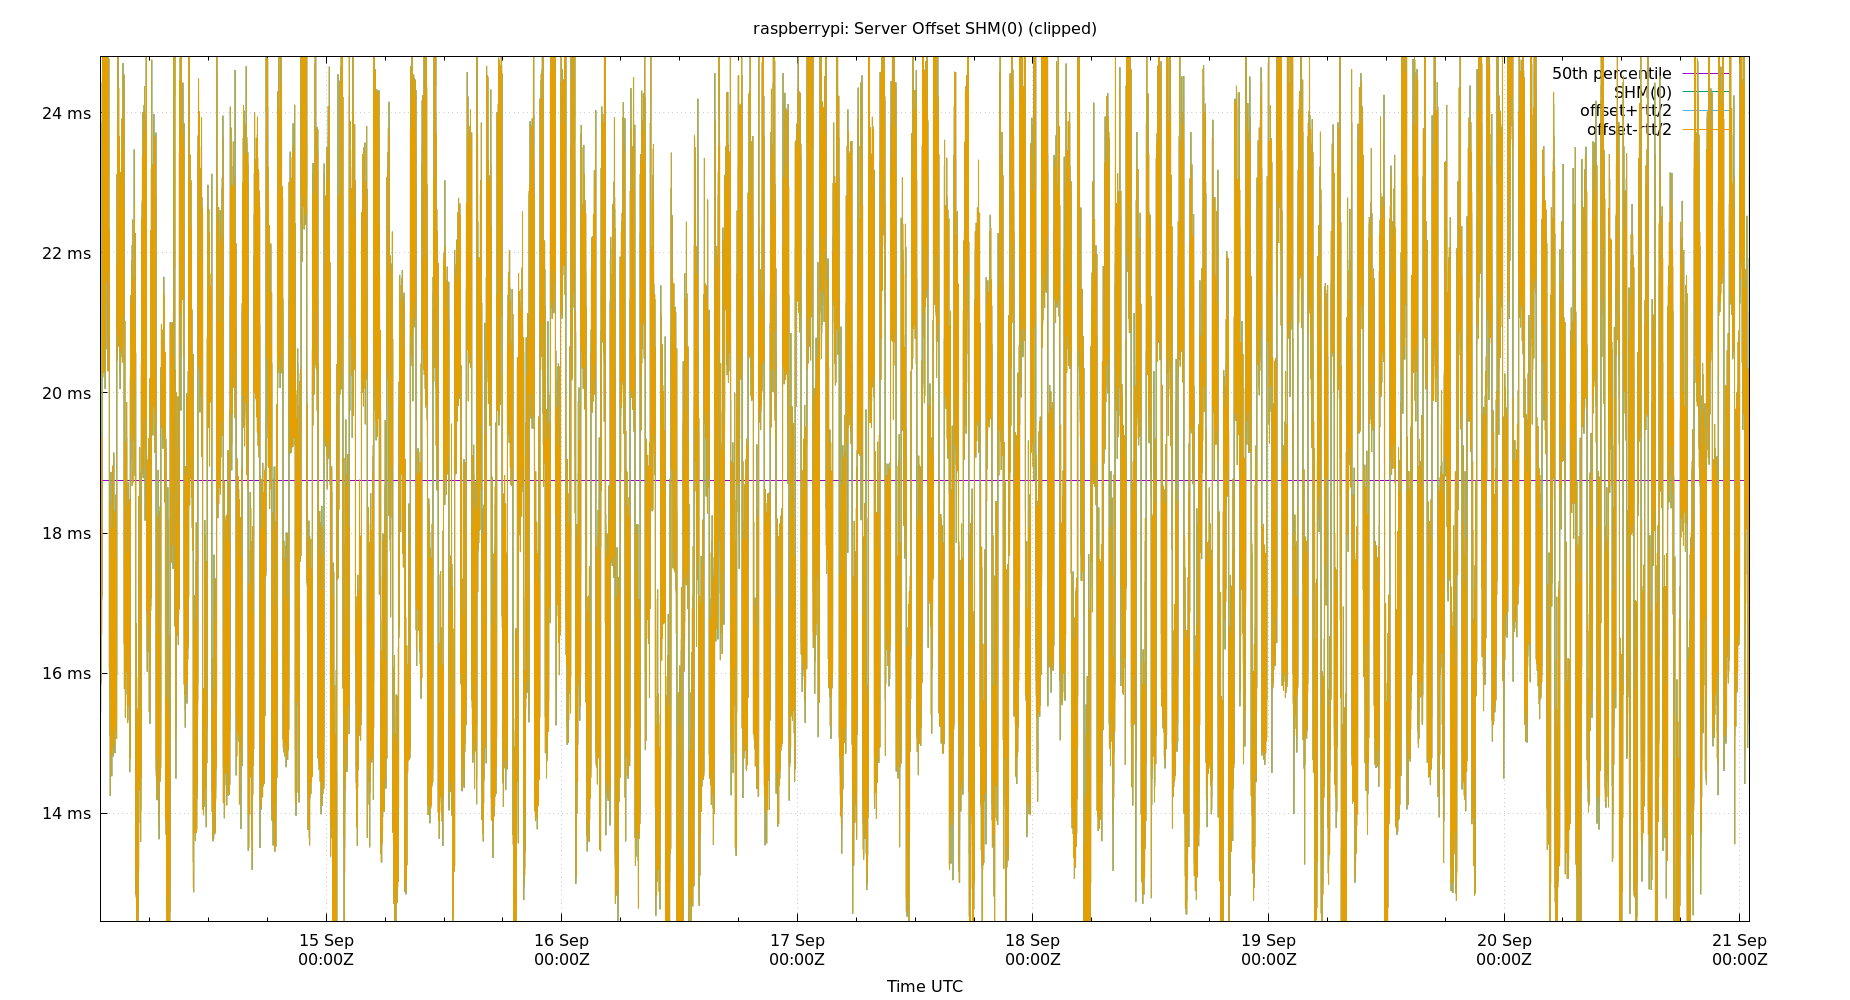 raspberrypi: Server Offset SHM(0) (clipped)
50th percentile
SHM(0)
offset+rtt/2
offset-rtt/2
24 ms
22 ms
20 ms
18 ms
16 ms
14 ms
15 Sep
00:00Z
16 Sep
00:00Z
17 Sep
00:00Z
18 Sep
00:00Z
19 Sep
00:00Z
20 Sep
00:00Z
21 Sep
00:00Z
Time UTC